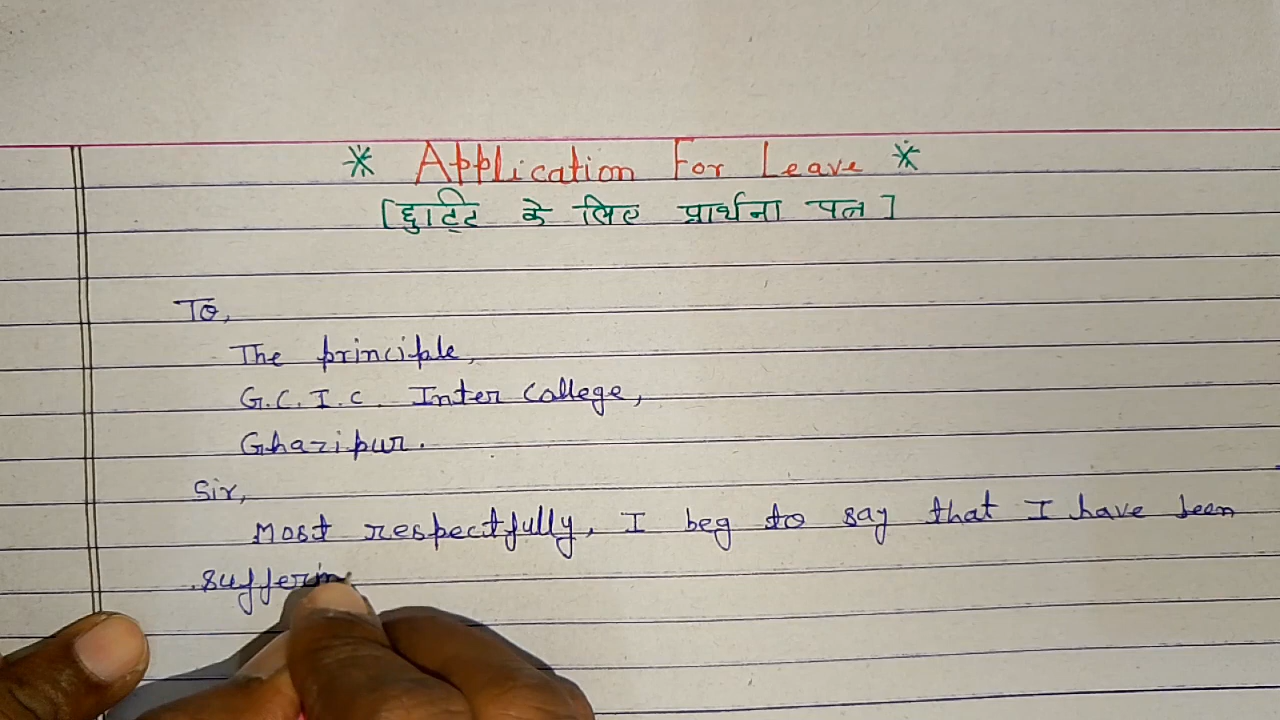 * Application For Leave *
[छुट्टि के लिए प्रार्थना पत्र]
To,
The principle,
G.C.I.C. Inter College,
Ghazipur.
Sir,
Most respectfully, I beg to say that I have been
sufferin